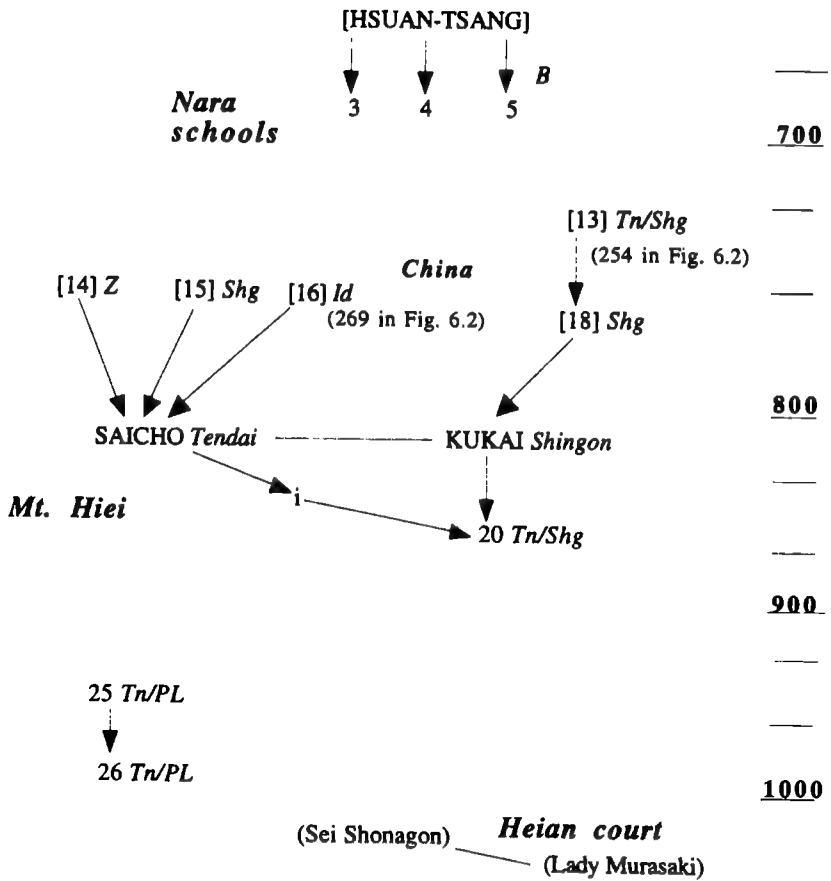 [HSUAN-TSANG]
B
Nara
schools
3 4 5
700
[13] Tn/Shg
(254 in Fig. 6.2)
China
[14] Z [15] Shg [16] Id
(269 in Fig. 6.2)
[18] Shg
800
SAICHO Tendai KUKAI Shingon
i
Mt. Hiei
20 Tn/Shg
900
25 Tn/PL
26 Tn/PL
1000
(Sei Shonagon) Heian court
(Lady Murasaki)